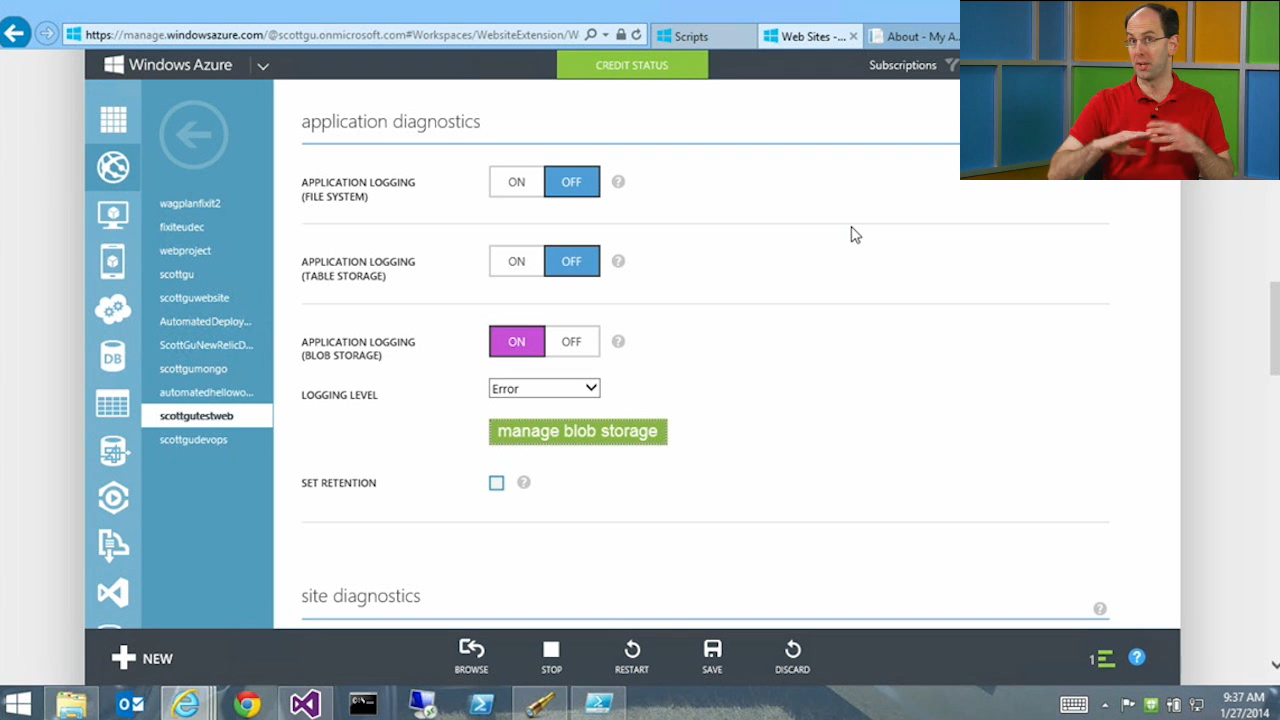 https://manage.windowsazure.com/@scottgu.onmicrosoft.com#Workspaces/WebsiteExtension/W
Scripts
Web Sites -...
About - My A...
Windows Azure
CREDIT STATUS
Subscriptions
wagplanfixit2
fixiteudec
webproject
scottgu
scottguwebsite
AutomatedDeploy...
ScottGuNewRelicD...
scottgumongo
automatedhellowo...
scottgutestweb
scottgudevops
DB
application diagnostics
APPLICATION LOGGING
(FILE SYSTEM)
ON OFF
?
APPLICATION LOGGING
(TABLE STORAGE)
ON OFF
?
APPLICATION LOGGING
(BLOB STORAGE)
ON OFF
?
LOGGING LEVEL
Error
manage blob storage
SET RETENTION
?
site diagnostics
?
NEW
BROWSE
STOP
RESTART
SAVE
DISCARD
1
?
9:37 AM
1/27/2014